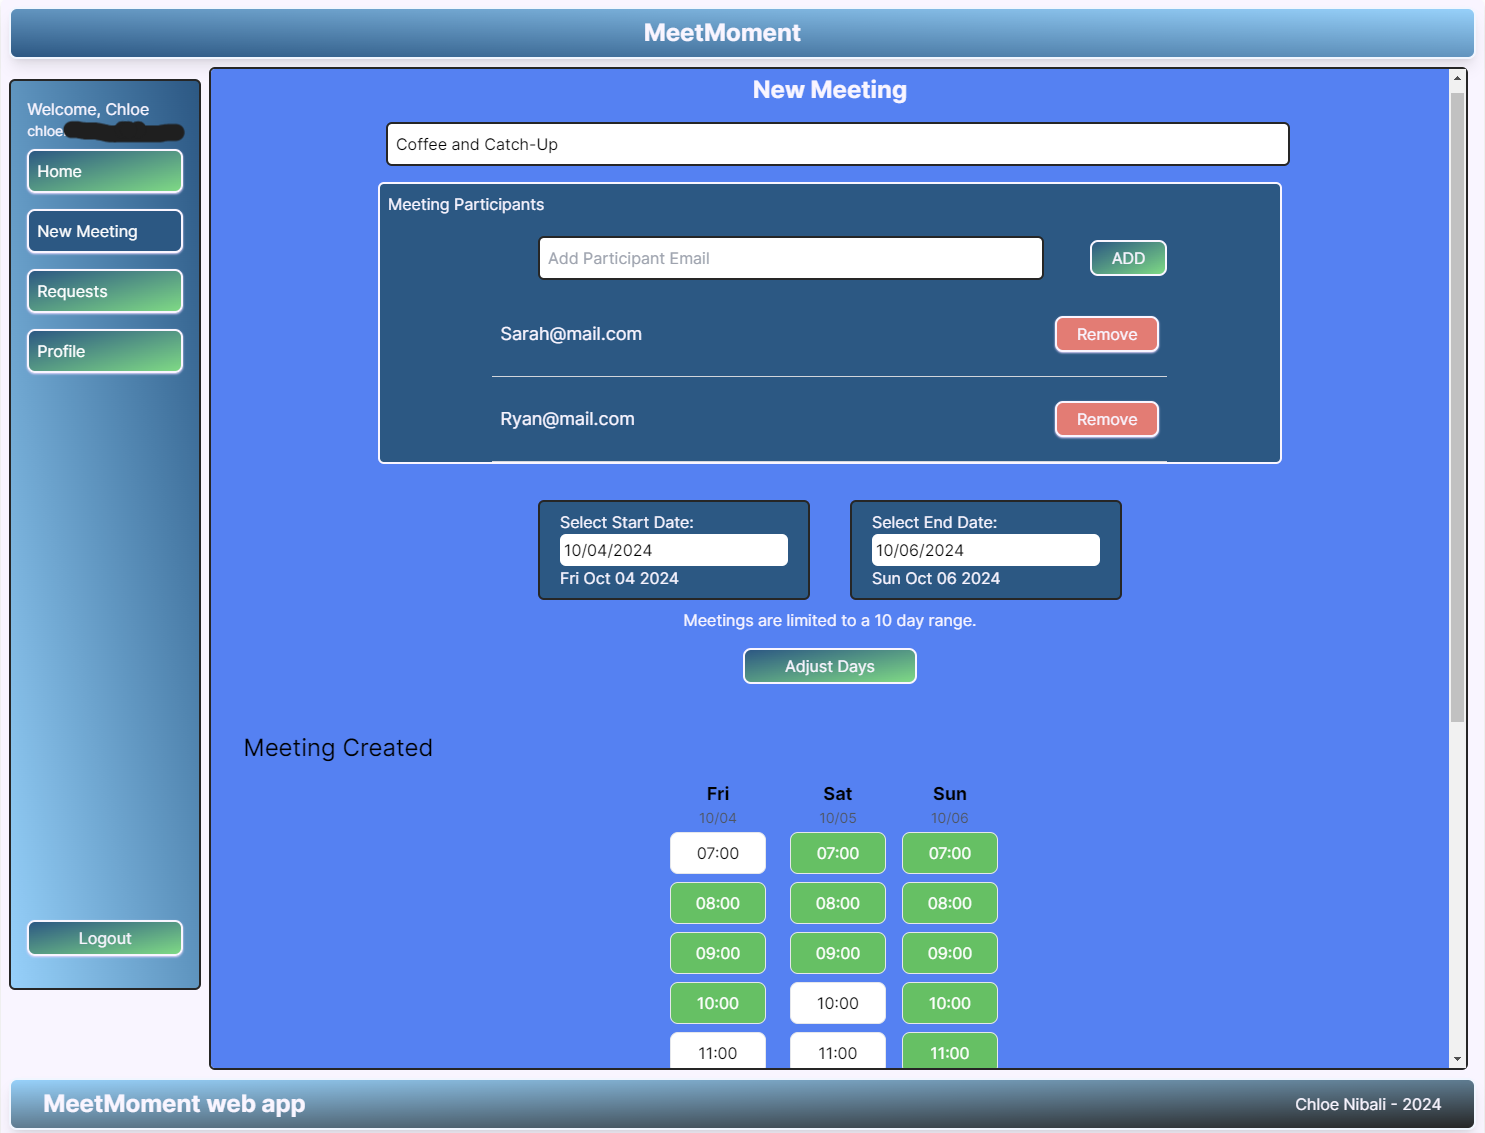 MeetMoment
Welcome, Chloe
chloe
Home
New Meeting
Requests
Profile
Logout
New Meeting
Coffee and Catch-Up
Meeting Participants
Add Participant Email ADD
Sarah@mail.com Remove
Ryan@mail.com Remove
Select Start Date: Select End Date:
10/04/2024 10/06/2024
Fri Oct 04 2024 Sun Oct 06 2024
Meetings are limited to a 10 day range.
Adjust Days
Meeting Created
Fri Sat Sun
10/04 10/05 10/06
07:00 07:00 07:00
08:00 08:00 08:00
09:00 09:00 09:00
10:00 10:00 10:00
11:00 11:00 11:00
MeetMoment web app Chloe Nibali - 2024